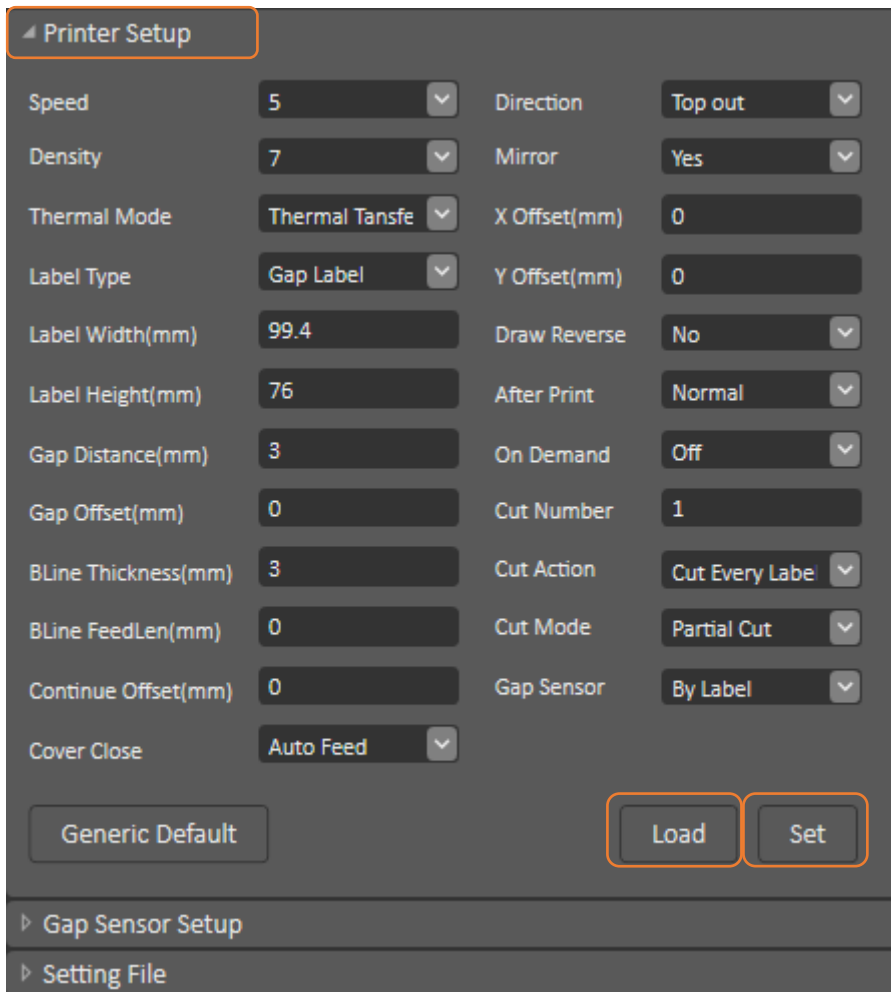 Printer Setup
Speed 5 Direction Top out
Density 7 Mirror Yes
Thermal Mode Thermal Tansfe X Offset(mm) 0
Label Type Gap Label Y Offset(mm) 0
Label Width(mm) 99.4 Draw Reverse No
Label Height(mm) 76 After Print Normal
Gap Distance(mm) 3 On Demand Off
Gap Offset(mm) 0 Cut Number 1
BLine Thickness(mm) 3 Cut Action Cut Every Label
BLine FeedLen(mm) 0 Cut Mode Partial Cut
Continue Offset(mm) 0 Gap Sensor By Label
Cover Close Auto Feed
Generic Default Load Set
Gap Sensor Setup
Setting File